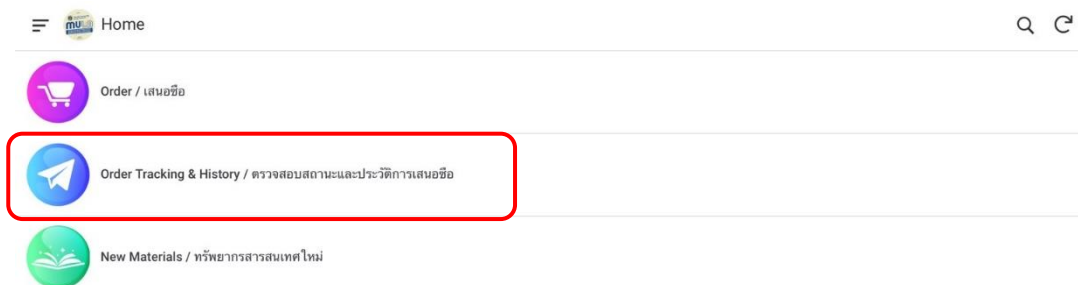 Home
Order / เสนอซื้อ
Order Tracking & History / ตรวจสอบสถานะและประวัติการเสนอซื้อ
New Materials / ทรัพยากรสารสนเทศใหม่